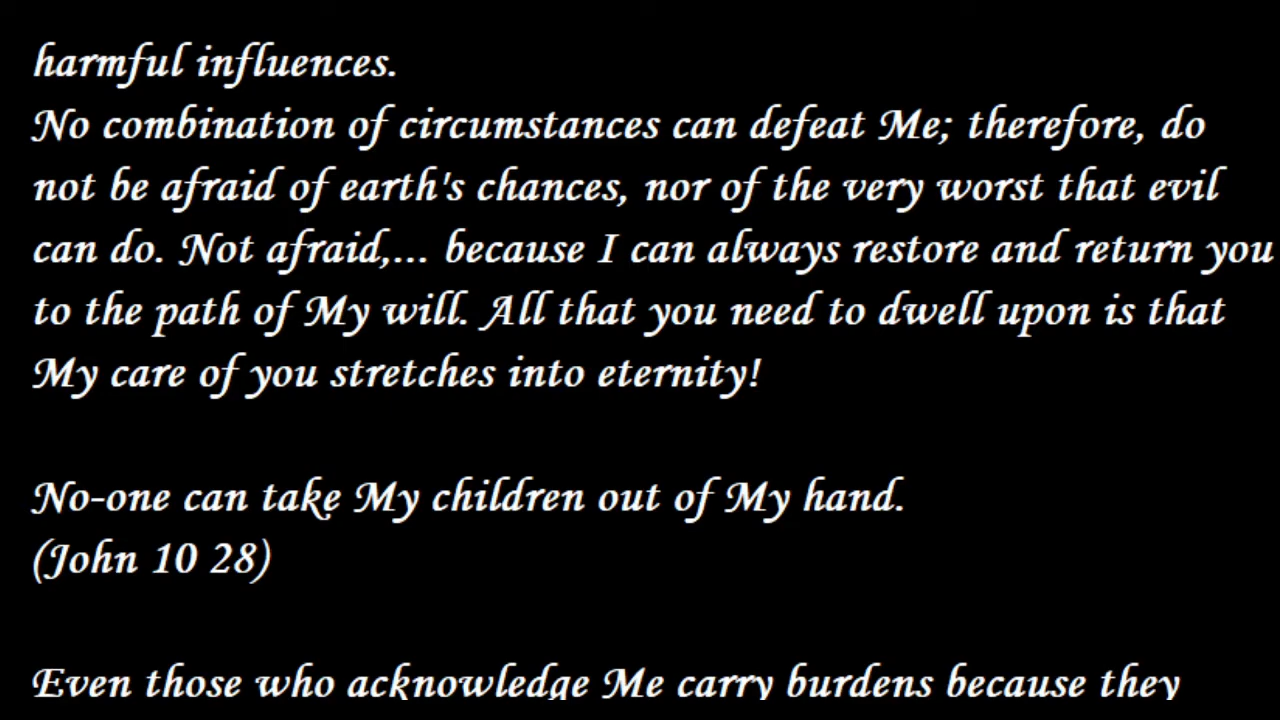 harmful influences.
No combination of circumstances can defeat Me; therefore, do
not be afraid of earth's chances, nor of the very worst that evil
can do. Not afraid,... because I can always restore and return you
to the path of My will. All that you need to dwell upon is that
My care of you stretches into eternity!
No-one can take My children out of My hand.
(John 10 28)
Even those who acknowledge Me carry burdens because they